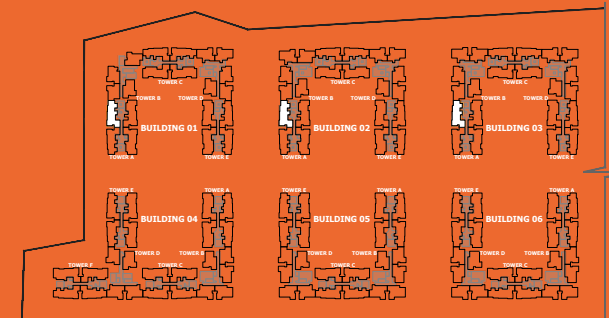 TOWER C TOWER C TOWER C
TOWER B TOWER D TOWER B TOWER D TOWER B TOWER D
BUILDING 01 BUILDING 02 BUILDING 03
TOWER A TOWER E TOWER A TOWER E TOWER A TOWER E
TOWER E TOWER A TOWER E TOWER A TOWER E TOWER A
BUILDING 04 BUILDING 05 BUILDING 06
TOWER D TOWER B TOWER D TOWER B TOWER D TOWER B
TOWER F TOWER C TOWER C TOWER C